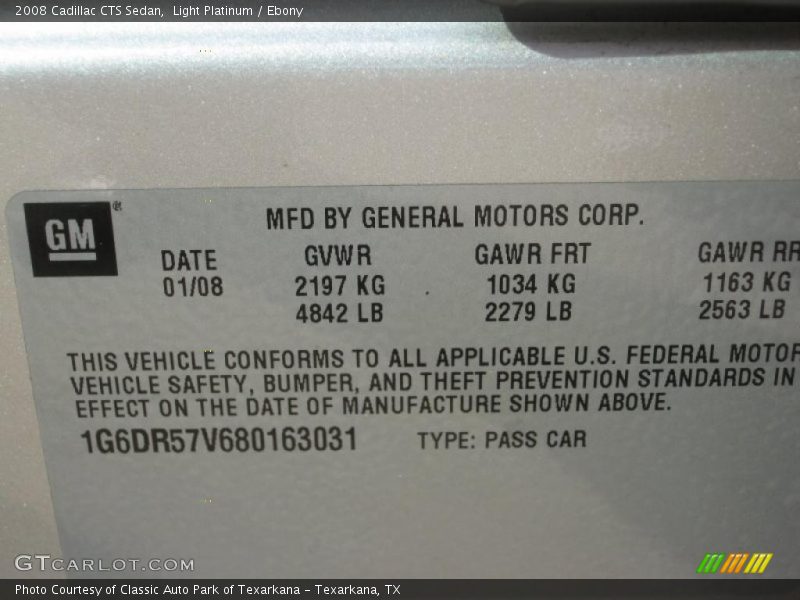 2008 Cadillac CTS Sedan, Light Platinum / Ebony
GM®
MFD BY GENERAL MOTORS CORP.
DATE GVWR GAWR FRT GAWR RR
01/08 2197 KG 1034 KG 1163 KG
4842 LB 2279 LB 2563 LB
THIS VEHICLE CONFORMS TO ALL APPLICABLE U.S. FEDERAL MOTOR
VEHICLE SAFETY, BUMPER, AND THEFT PREVENTION STANDARDS IN
EFFECT ON THE DATE OF MANUFACTURE SHOWN ABOVE.
1G6DR57V680163031 TYPE: PASS CAR
GTCARLOT.COM
Photo Courtesy of Classic Auto Park of Texarkana – Texarkana, TX